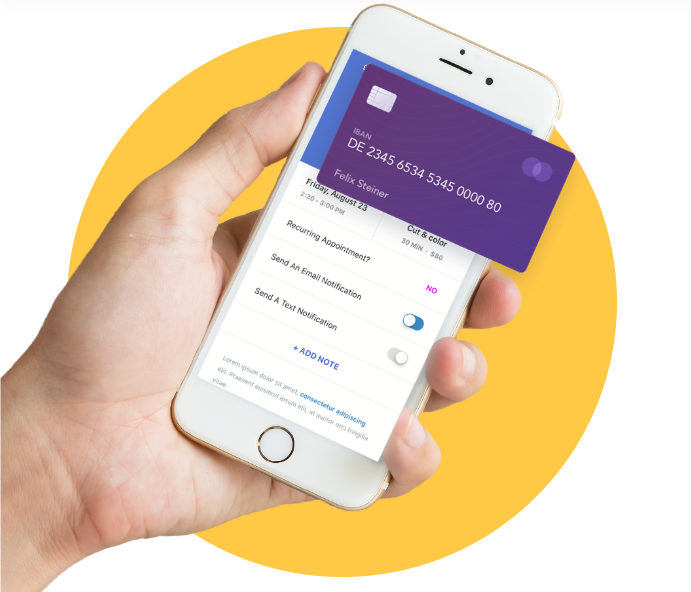 IBAN
DE 2345 6534 5345 0000 80
Felix Steiner
Friday, August 23
2:30 - 3:00 PM
Cut & color
30 MIN · $80
Recurring Appointment?
NO
Send An Email Notification
Send A Text Notification
+ ADD NOTE
Lorem ipsum dolor sit amet, consectetur adipiscing
elit. Praesent euismod ipsum elit, at auctor orci fringilla
vitae.